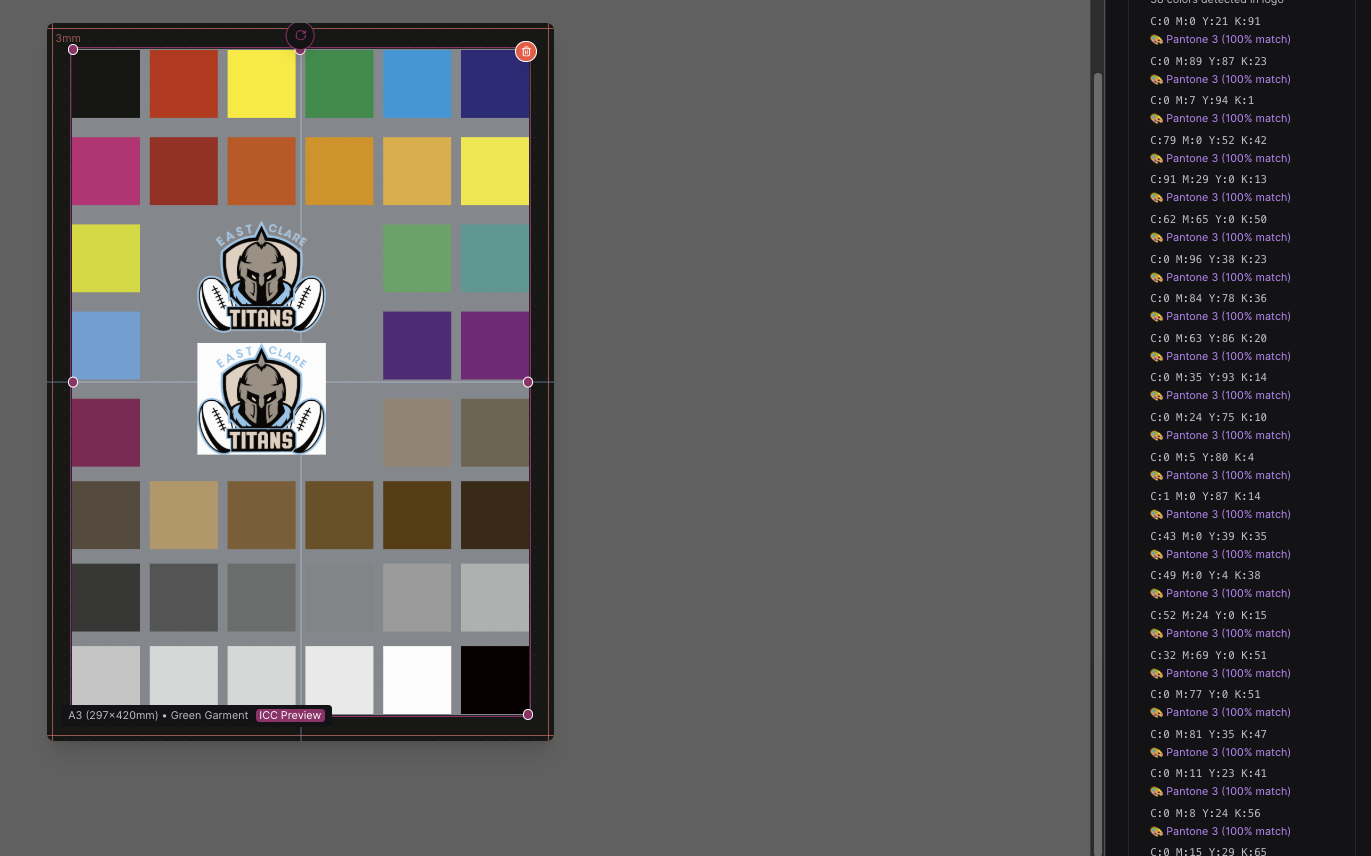 3mm
EAST CLARE
TITANS
EAST CLARE
TITANS
A3 (297×420mm) • Green Garment ICC Preview
38 colors detected in logo
C:0 M:0 Y:21 K:91
Pantone 3 (100% match)
C:0 M:89 Y:87 K:23
Pantone 3 (100% match)
C:0 M:7 Y:94 K:1
Pantone 3 (100% match)
C:79 M:0 Y:52 K:42
Pantone 3 (100% match)
C:91 M:29 Y:0 K:13
Pantone 3 (100% match)
C:62 M:65 Y:0 K:50
Pantone 3 (100% match)
C:0 M:96 Y:38 K:23
Pantone 3 (100% match)
C:0 M:84 Y:78 K:36
Pantone 3 (100% match)
C:0 M:63 Y:86 K:20
Pantone 3 (100% match)
C:0 M:35 Y:93 K:14
Pantone 3 (100% match)
C:0 M:24 Y:75 K:10
Pantone 3 (100% match)
C:0 M:5 Y:80 K:4
Pantone 3 (100% match)
C:1 M:0 Y:87 K:14
Pantone 3 (100% match)
C:43 M:0 Y:39 K:35
Pantone 3 (100% match)
C:49 M:0 Y:4 K:38
Pantone 3 (100% match)
C:52 M:24 Y:0 K:15
Pantone 3 (100% match)
C:32 M:69 Y:0 K:51
Pantone 3 (100% match)
C:0 M:77 Y:0 K:51
Pantone 3 (100% match)
C:0 M:81 Y:35 K:47
Pantone 3 (100% match)
C:0 M:11 Y:23 K:41
Pantone 3 (100% match)
C:0 M:8 Y:24 K:56
Pantone 3 (100% match)
C:0 M:15 Y:29 K:65